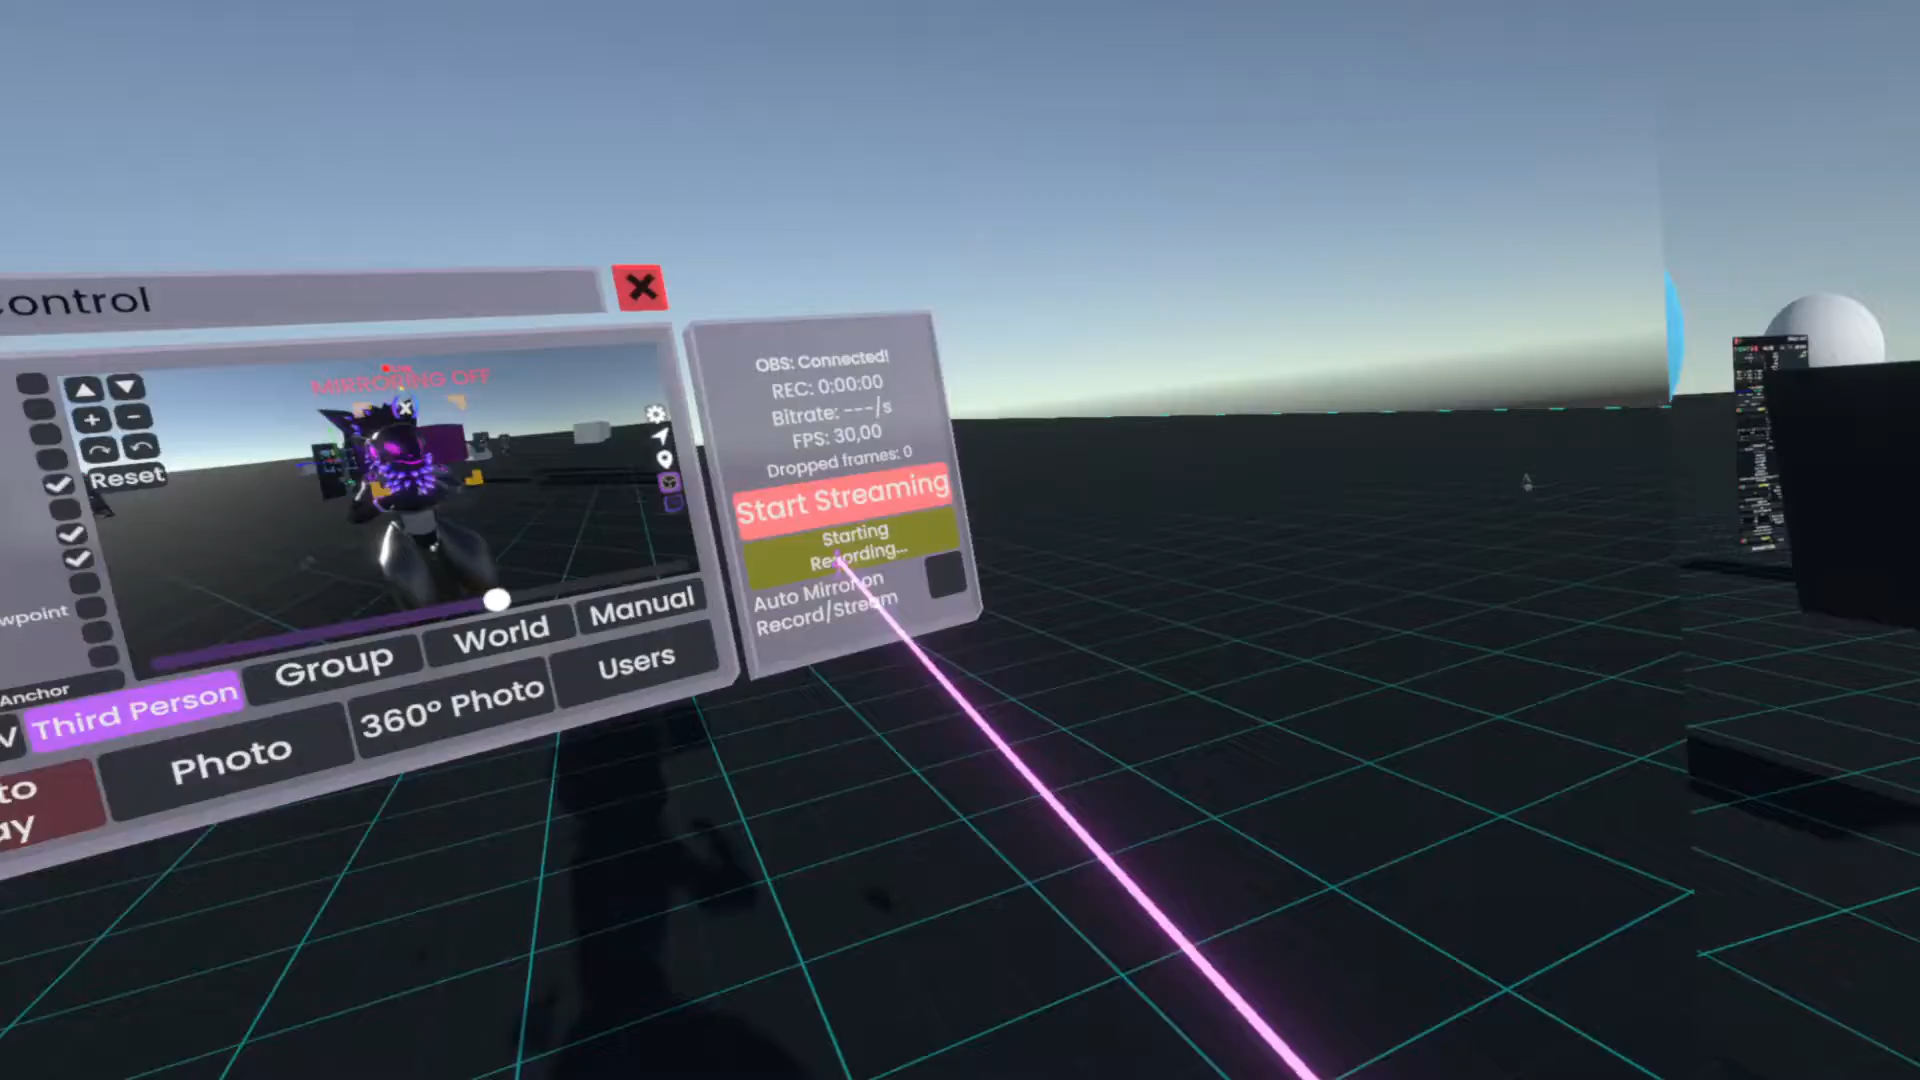 ontrol
MIRRORING OFF
Reset
wpoint
Anchor
V
Third Person
Group
World
Manual
to
ay
Photo
360° Photo
Users
OBS: Connected!
REC: 0:00:00
Bitrate: ---/s
FPS: 30,00
Dropped frames: 0
Start Streaming
Starting
Recording...
Auto Mirror on
Record/Stream